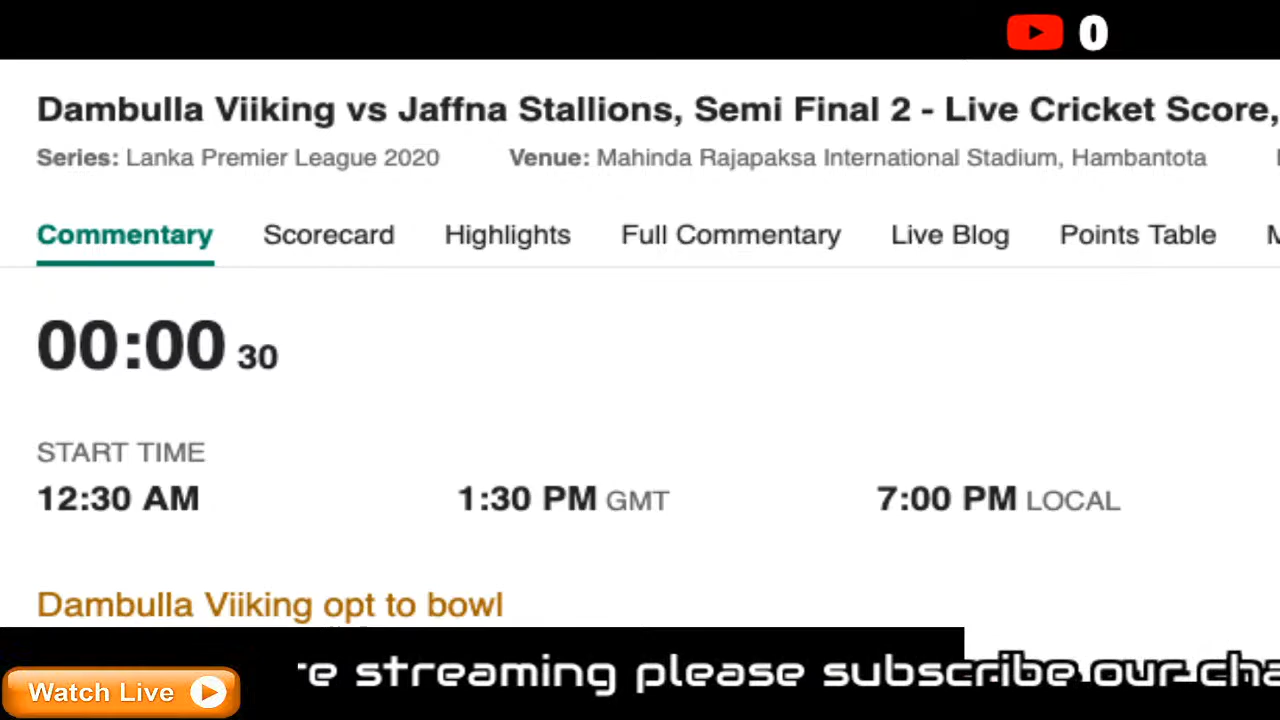 0
Dambulla Viiking vs Jaffna Stallions, Semi Final 2 - Live Cricket Score,
Series: Lanka Premier League 2020 Venue: Mahinda Rajapaksa International Stadium, Hambantota
Commentary Scorecard Highlights Full Commentary Live Blog Points Table
00:00 30
START TIME
12:30 AM 1:30 PM GMT 7:00 PM LOCAL
Dambulla Viiking opt to bowl
Watch Live streaming please subscribe our